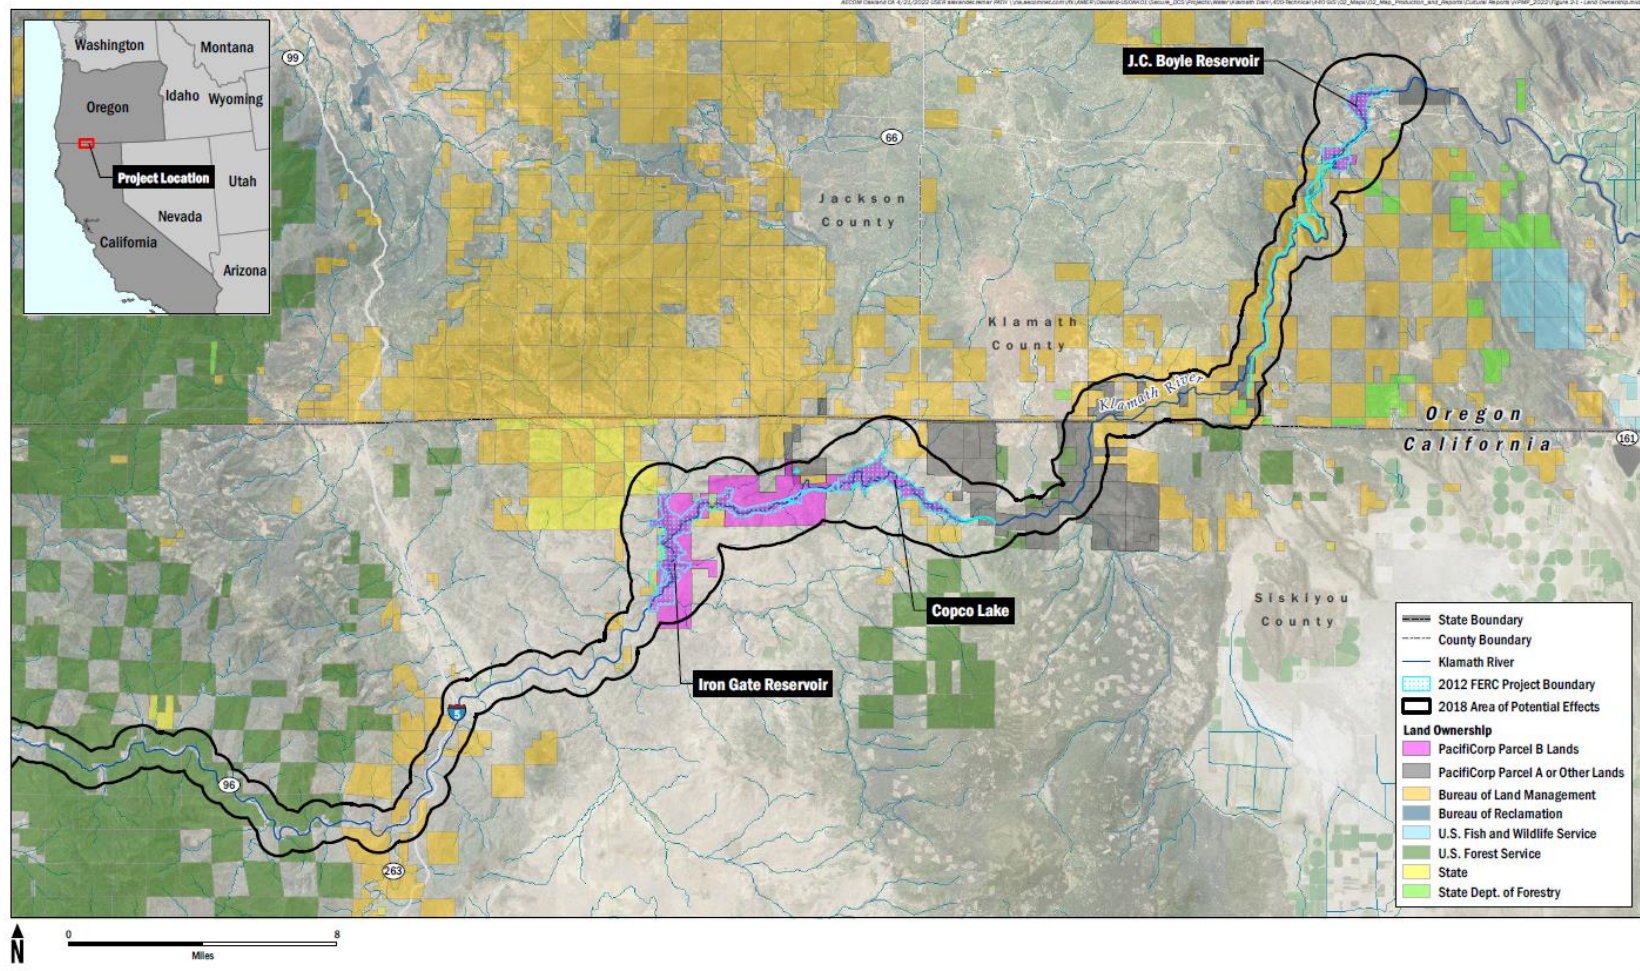 Washington
Montana
Oregon
Idaho
Wyoming
Project Location
Utah
Nevada
California
Arizona
99
J.C. Boyle Reservoir
66
Jackson
County
Klamath
County
Klamath River
Oregon
California
161
Copco Lake
Siskiyou
County
Iron Gate Reservoir
5
96
263
State Boundary
County Boundary
Klamath River
2012 FERC Project Boundary
2018 Area of Potential Effects
Land Ownership
PacifiCorp Parcel B Lands
PacifiCorp Parcel A or Other Lands
Bureau of Land Management
Bureau of Reclamation
U.S. Fish and Wildlife Service
U.S. Forest Service
State
State Dept. of Forestry
N
0
8
Miles